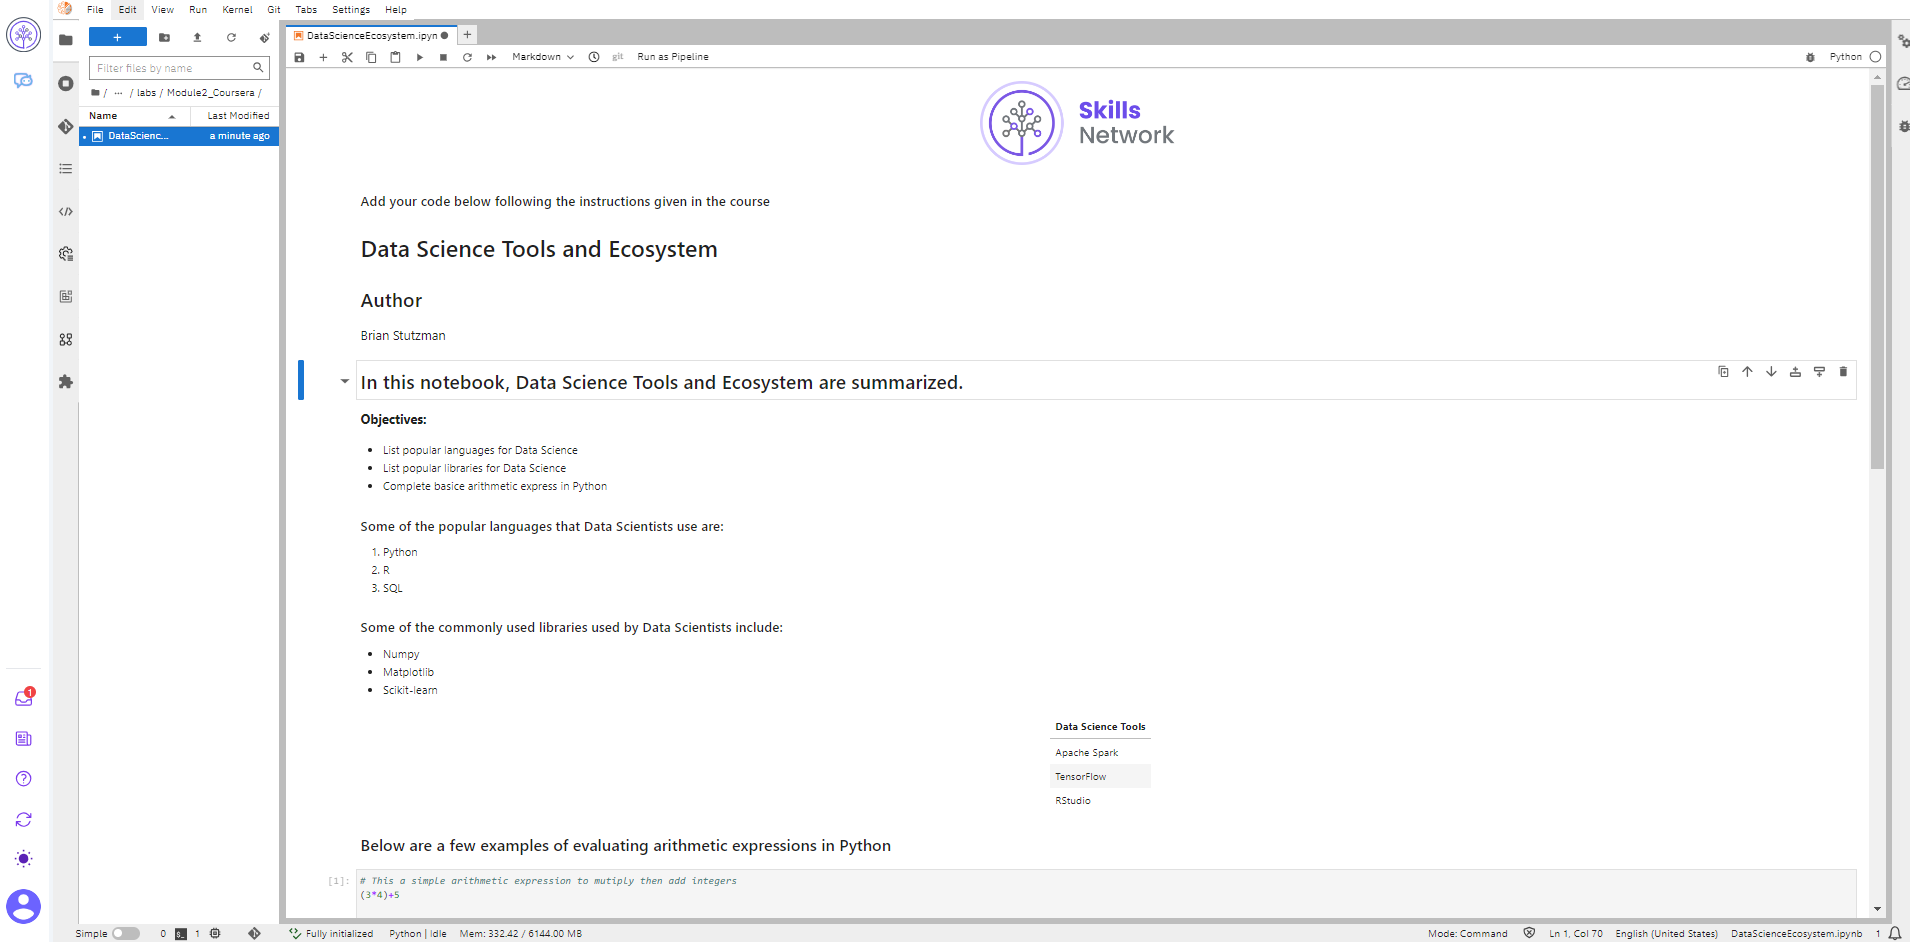 File Edit View Run Kernel Git Tabs Settings Help
+
Filter files by name
/ ... / labs / Module2_Coursera /
Name Last Modified
DataScienc... a minute ago
DataScienceEcosystem.ipyn
+
Markdown git Run as Pipeline Python
Skills
Network
Add your code below following the instructions given in the course
Data Science Tools and Ecosystem
Author
Brian Stutzman
In this notebook, Data Science Tools and Ecosystem are summarized.
Objectives:
• List popular languages for Data Science
• List popular libraries for Data Science
• Complete basice arithmetic express in Python
Some of the popular languages that Data Scientists use are:
1. Python
2. R
3. SQL
Some of the commonly used libraries used by Data Scientists include:
• Numpy
• Matplotlib
• Scikit-learn
Data Science Tools
Apache Spark
TensorFlow
RStudio
Below are a few examples of evaluating arithmetic expressions in Python
[1]: # This a simple arithmetic expression to mutiply then add integers
(3*4)+5
1
Simple 0 1 Fully initialized Python | Idle Mem: 332.42 / 6144.00 MB Mode: Command Ln 1, Col 70 English (United States) DataScienceEcosystem.ipynb 1